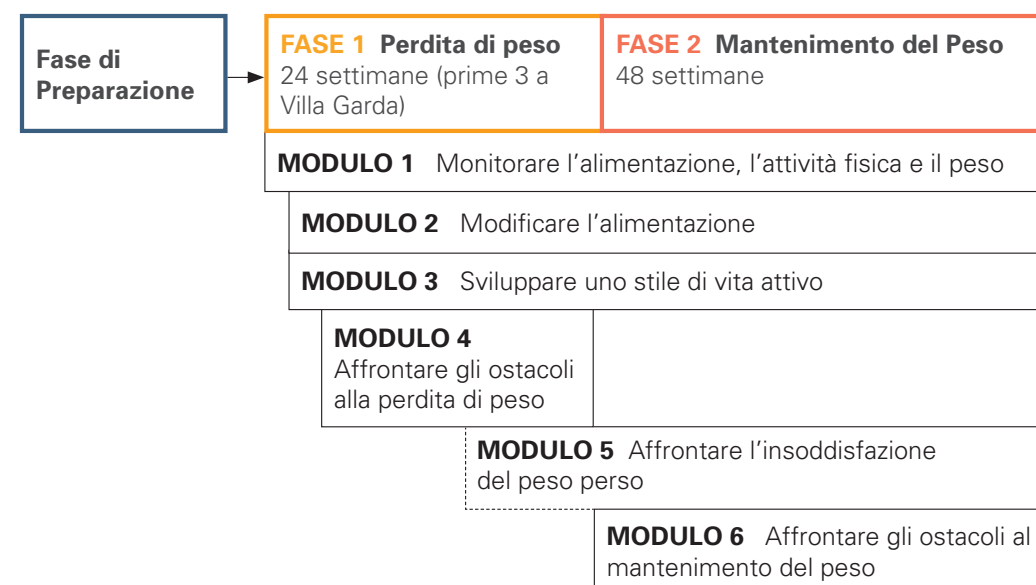 Fase di
Preparazione
FASE 1 Perdita di peso
24 settimane (prime 3 a
Villa Garda)
FASE 2 Mantenimento del Peso
48 settimane
MODULO 1 Monitorare l’alimentazione, l’attività fisica e il peso
MODULO 2 Modificare l’alimentazione
MODULO 3 Sviluppare uno stile di vita attivo
MODULO 4
Affrontare gli ostacoli
alla perdita di peso
MODULO 5 Affrontare l’insoddisfazione
del peso perso
MODULO 6 Affrontare gli ostacoli al
mantenimento del peso